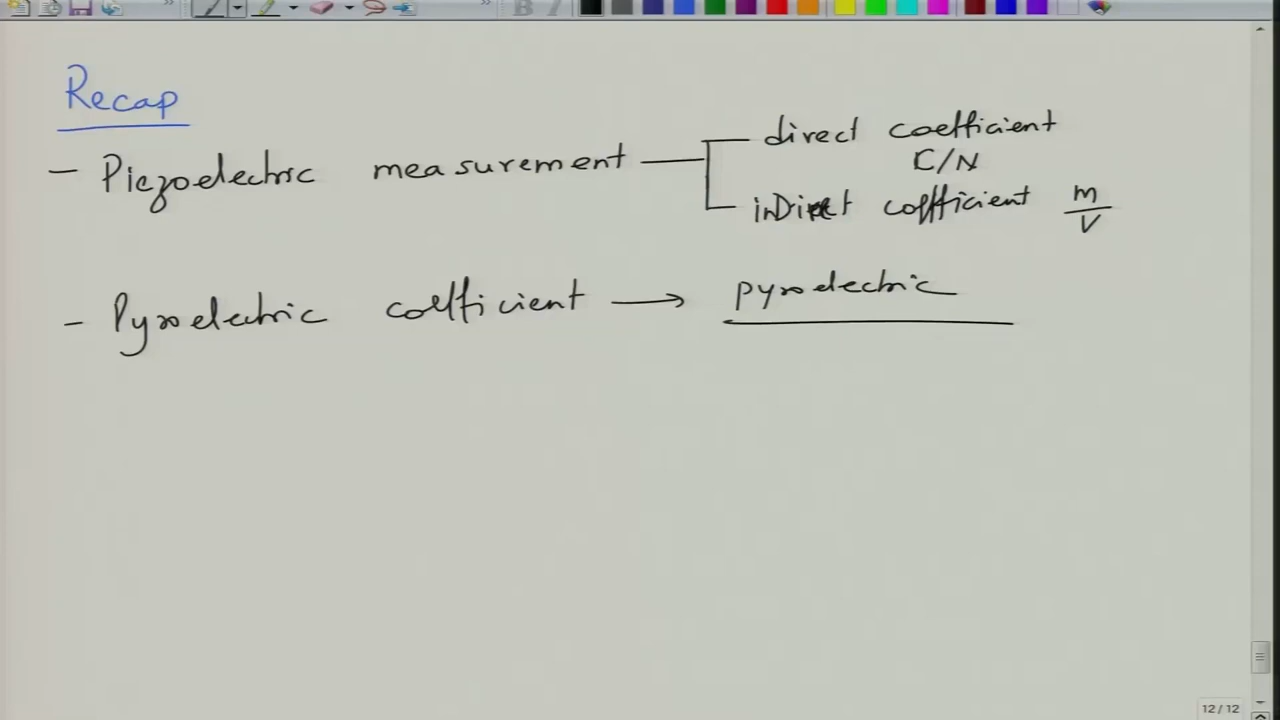 Recap
- Piezoelectric measurement direct coefficient
C/N
inDirect coefficient m/V
- Pyroelectric coefficient → pyroelectric
12/12